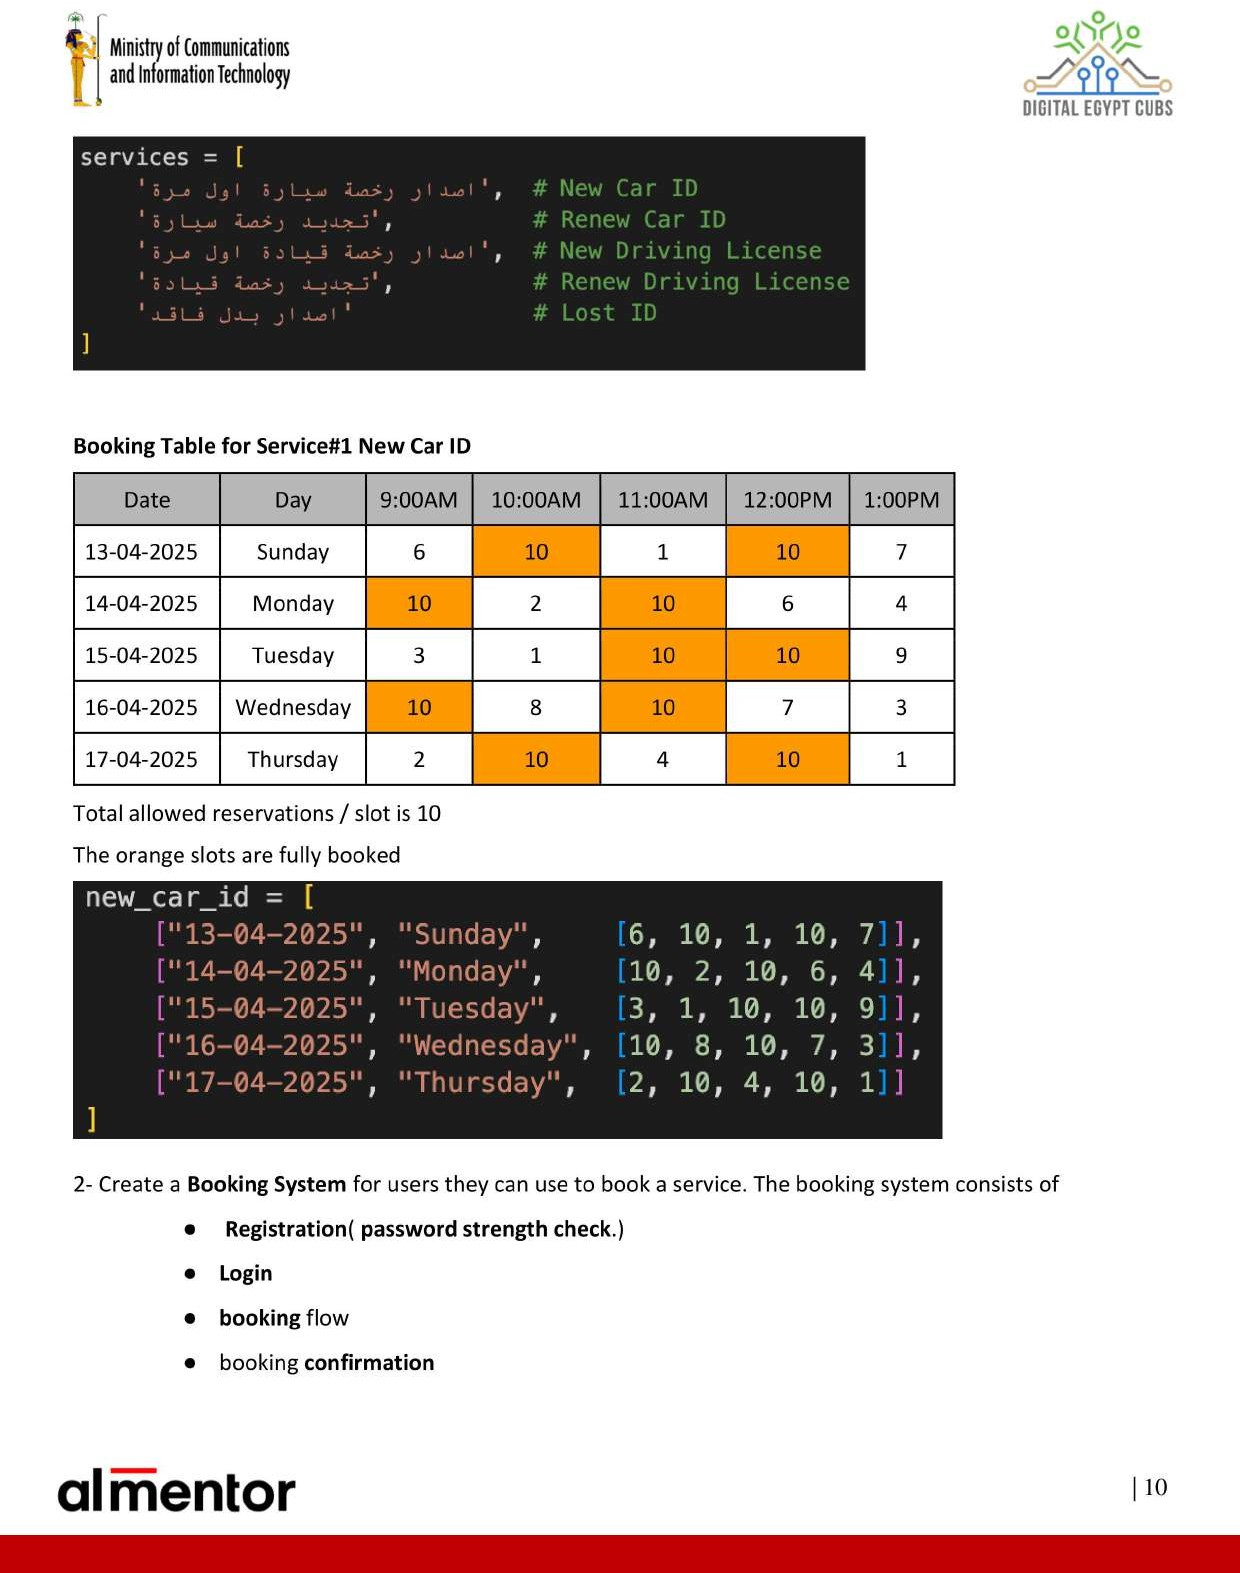 Ministry of Communications
and Information Technology
DIGITAL EGYPT CUBS
services = [
'اصدار رخصة سيارة اول مرة', # New Car ID
'تجديد رخصة سيارة', # Renew Car ID
'اصدار رخصة قيادة اول مرة', # New Driving License
'تجديد رخصة قيادة', # Renew Driving License
'اصدار بدل فاقد' # Lost ID
]
Booking Table for Service#1 New Car ID
Date Day 9:00AM 10:00AM 11:00AM 12:00PM 1:00PM
13-04-2025 Sunday 6 10 1 10 7
14-04-2025 Monday 10 2 10 6 4
15-04-2025 Tuesday 3 1 10 10 9
16-04-2025 Wednesday 10 8 10 7 3
17-04-2025 Thursday 2 10 4 10 1
Total allowed reservations / slot is 10
The orange slots are fully booked
new_car_id = [
["13-04-2025", "Sunday", [6, 10, 1, 10, 7]],
["14-04-2025", "Monday", [10, 2, 10, 6, 4]],
["15-04-2025", "Tuesday", [3, 1, 10, 10, 9]],
["16-04-2025", "Wednesday", [10, 8, 10, 7, 3]],
["17-04-2025", "Thursday", [2, 10, 4, 10, 1]]
]
2- Create a Booking System for users they can use to book a service. The booking system consists of
● Registration( password strength check.)
● Login
● booking flow
● booking confirmation
almentor
| 10